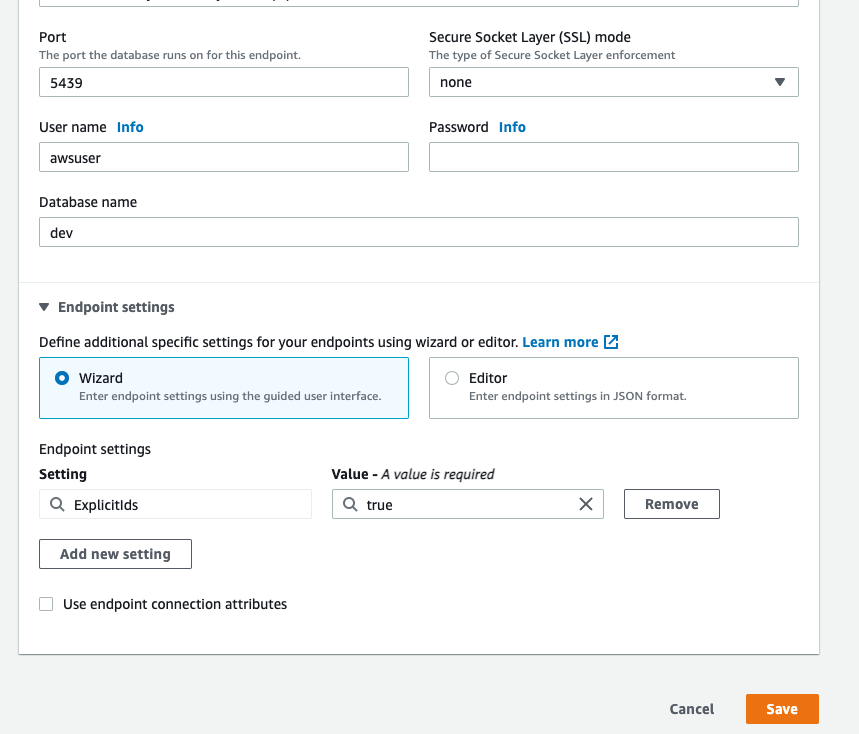 Port
Secure Socket Layer (SSL) mode
The port the database runs on for this endpoint.
The type of Secure Socket Layer enforcement
5439
none
User name Info
Password Info
awsuser
Database name
dev
Endpoint settings
Define additional specific settings for your endpoints using wizard or editor. Learn more
Wizard
Enter endpoint settings using the guided user interface.
Editor
Enter endpoint settings in JSON format.
Endpoint settings
Setting
Value - A value is required
ExplicitIds
true
Remove
Add new setting
Use endpoint connection attributes
Cancel
Save